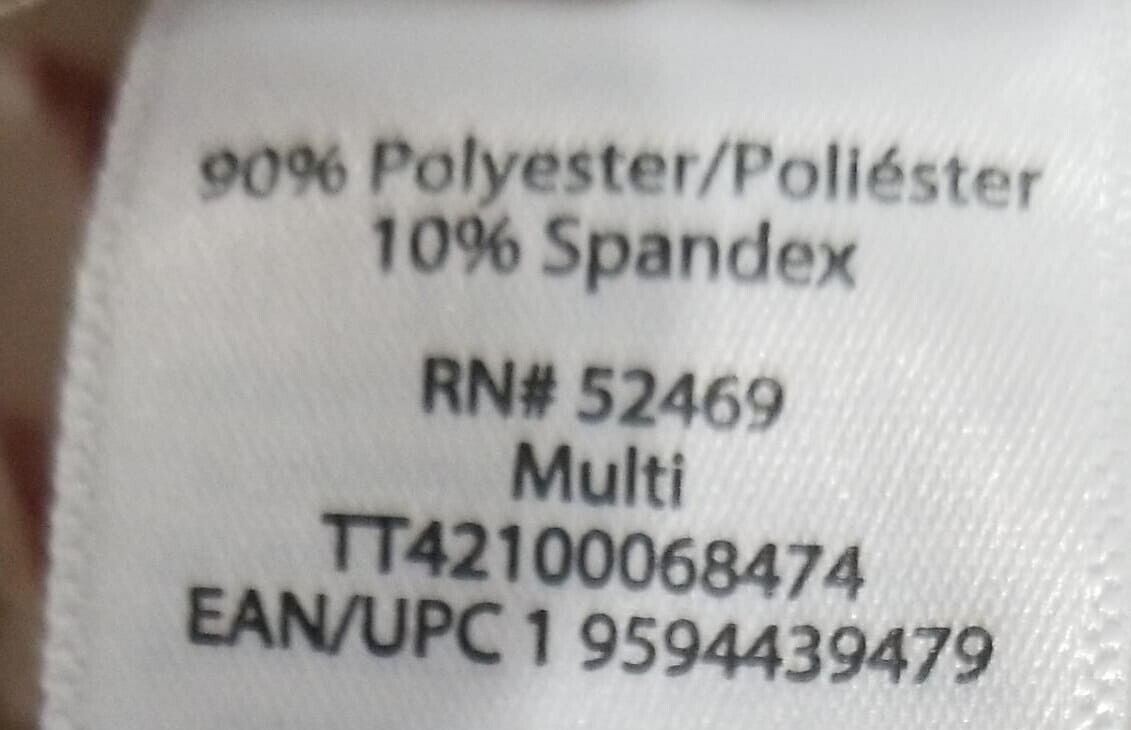 90% Polyester/Poliéster
10% Spandex
RN# 52469
Multi
TT42100068474
EAN/UPC 1 9594439479